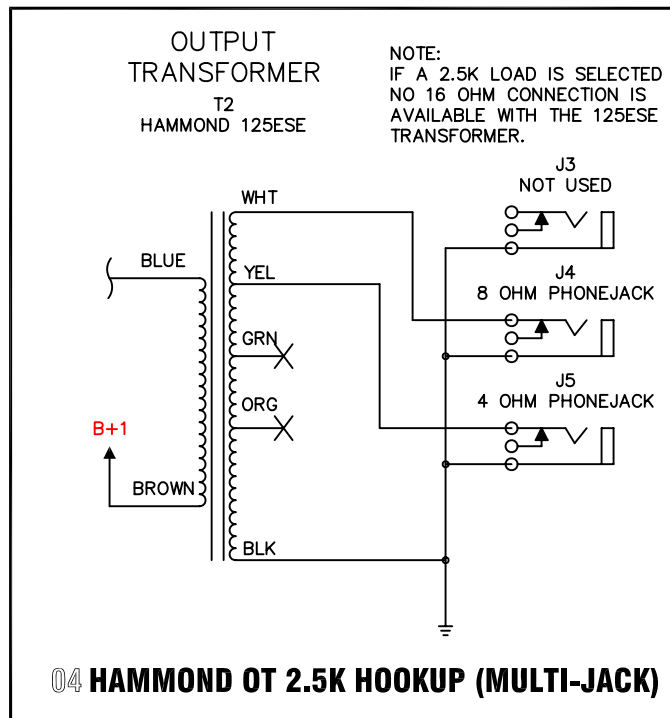 OUTPUT
TRANSFORMER
T2
HAMMOND 125ESE
NOTE:
IF A 2.5K LOAD IS SELECTED
NO 16 OHM CONNECTION IS
AVAILABLE WITH THE 125ESE
TRANSFORMER.
J3
NOT USED
WHT
BLUE
YEL
J4
8 OHM PHONEJACK
GRN
J5
4 OHM PHONEJACK
ORG
B+1
BROWN
BLK
04 HAMMOND OT 2.5K HOOKUP (MULTI-JACK)